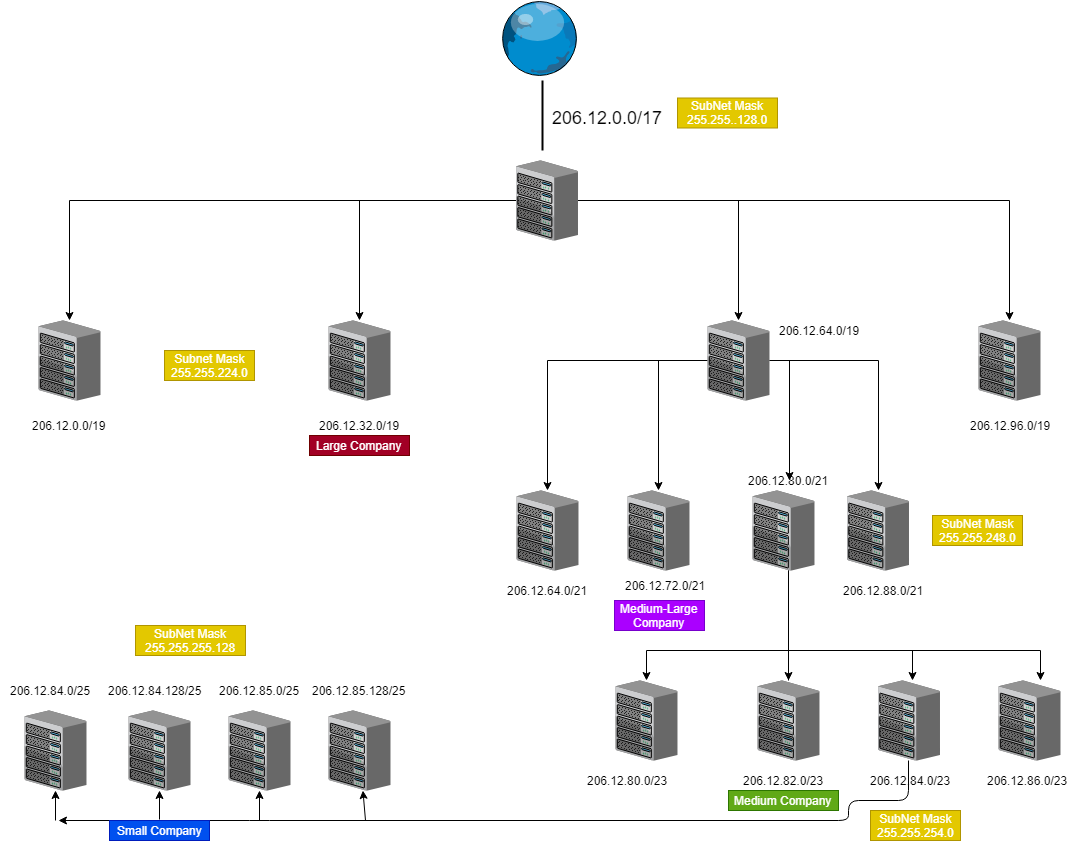 206.12.0.0/17
SubNet Mask
255.255..128.0
206.12.64.0/19
Subnet Mask
255.255.224.0
206.12.0.0/19
206.12.32.0/19
206.12.96.0/19
Large Company
206.12.80.0/21
SubNet Mask
255.255.248.0
206.12.64.0/21
206.12.72.0/21
206.12.88.0/21
Medium-Large
Company
SubNet Mask
255.255.255.128
206.12.84.0/25
206.12.84.128/25
206.12.85.0/25
206.12.85.128/25
206.12.80.0/23
206.12.82.0/23
206.12.84.0/23
206.12.86.0/23
Medium Company
Small Company
SubNet Mask
255.255.254.0